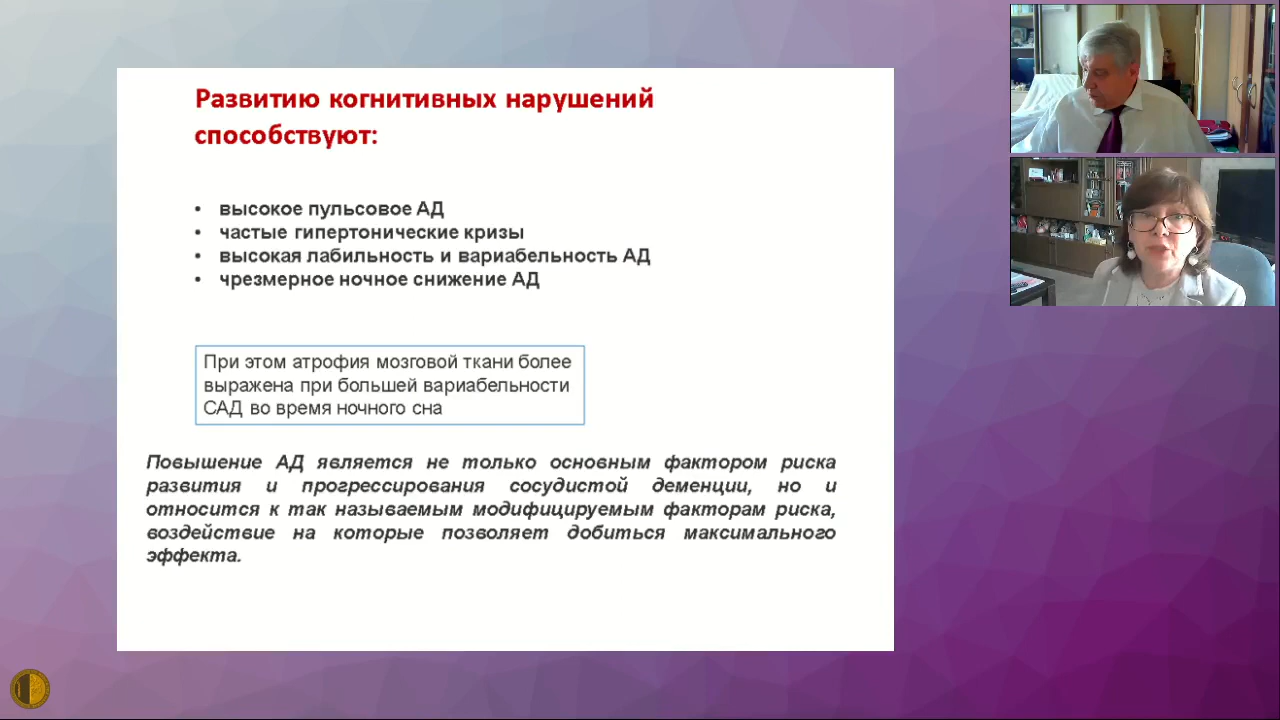 Развитию когнитивных нарушений
способствуют:
• высокое пульсовое АД
• частые гипертонические кризы
• высокая лабильность и вариабельность АД
• чрезмерное ночное снижение АД
При этом атрофия мозговой ткани более
выражена при большей вариабельности
САД во время ночного сна
Повышение АД является не только основным фактором риска
развития и прогрессирования сосудистой деменции, но и
относится к так называемым модифицируемым факторам риска,
воздействие на которые позволяет добиться максимального
эффекта.